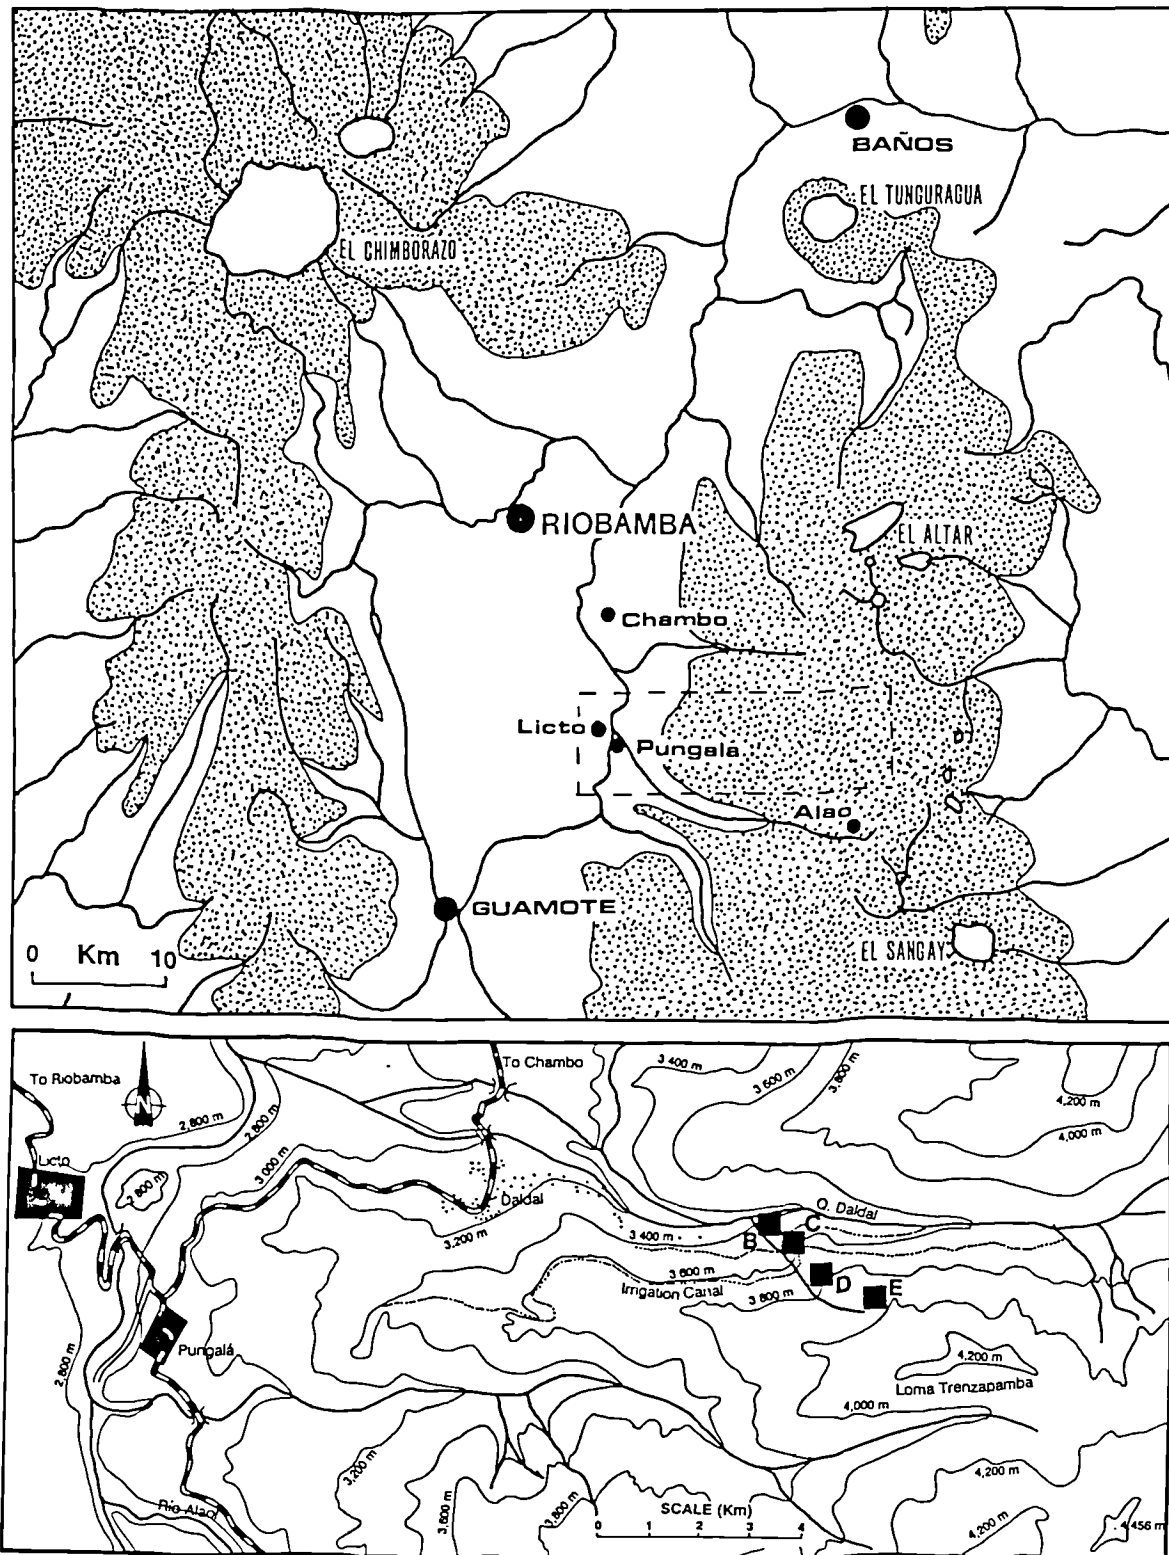 BAÑOS
EL TUNGURAGUA
EL CHIMBORAZO
RIOBAMBA
EL ALTAR
Chambo
Licto
Pungalá
Alao
GUAMOTE
EL SANGAY
0 Km 10
To Riobamba
N
To Chambo
3 400 m
3 600 m
3,800 m
4,200 m
4,000 m
2,800 m
2,800 m
Licto
2 800 m
3 000 m
Daldal
3,200 m
Q. Daldal
3 400 m
B
C
3 600 m
Irrigation Canal
3 800 m
D
E
Pungalá
2,800 m
4,200 m
Loma Trenzapamba
4,000 m
3,200 m
4,200 m
Río Alao
3,600 m
3,800 m
SCALE (Km)
0 1 2 3 4
4,200 m
4,456 m